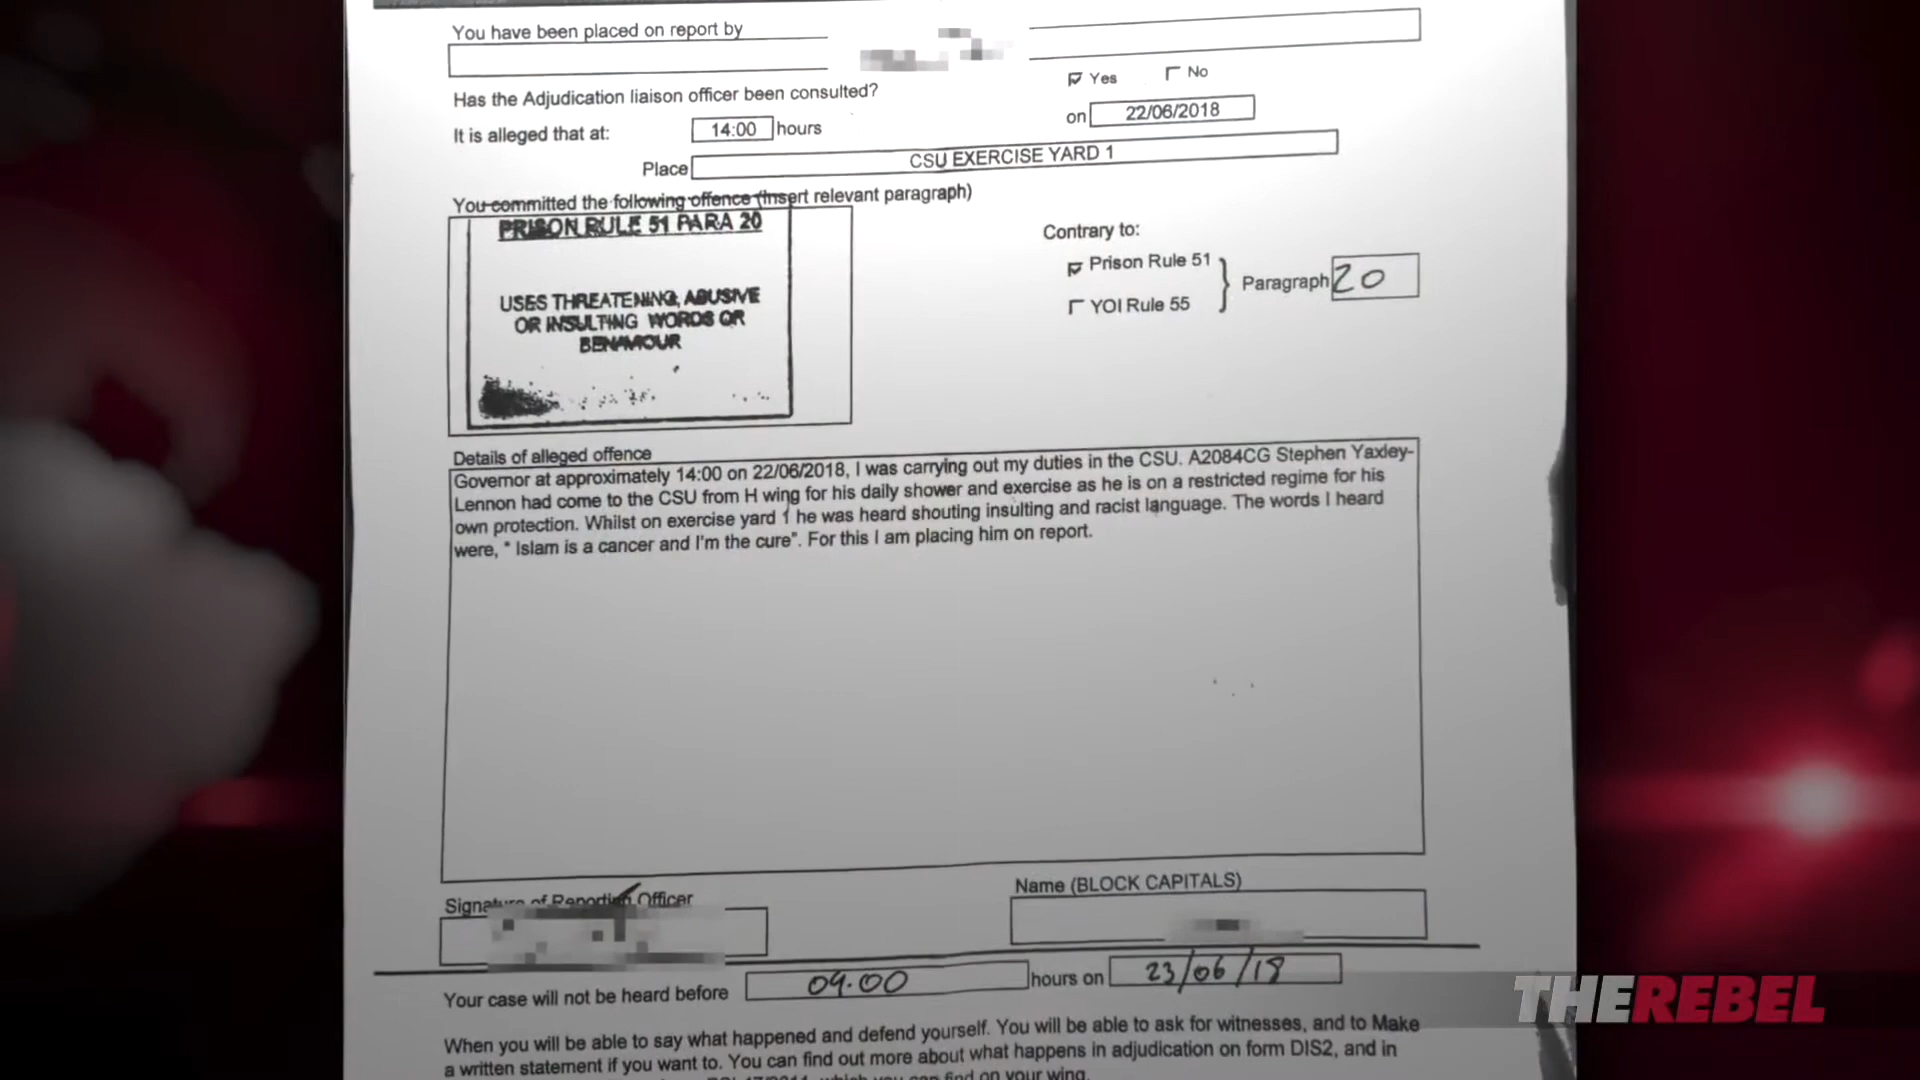 You have been placed on report by
Has the Adjudication liaison officer been consulted?
Yes No
It is alleged that at: 14:00 hours on 22/06/2018
Place CSU EXERCISE YARD 1
You committed the following offence (Insert relevant paragraph)
PRISON RULE 51 PARA 20
USES THREATENING, ABUSIVE
OR INSULTING WORDS OR
BEHAVIOUR
Contrary to:
Prison Rule 51
YOI Rule 55
Paragraph 20
Details of alleged offence
Governor at approximately 14:00 on 22/06/2018, I was carrying out my duties in the CSU. A2084CG Stephen Yaxley-
Lennon had come to the CSU from H wing for his daily shower and exercise as he is on a restricted regime for his
own protection. Whilst on exercise yard 1 he was heard shouting insulting and racist language. The words I heard
were, " Islam is a cancer and I'm the cure". For this I am placing him on report.
Signature of Reporting Officer
Name (BLOCK CAPITALS)
Your case will not be heard before 09.00 hours on 23/06/18
When you will be able to say what happened and defend yourself. You will be able to ask for witnesses, and to Make
a written statement if you want to. You can find out more about what happens in adjudication on form DIS2, and in
which you can find on your wing.
THEREBEL